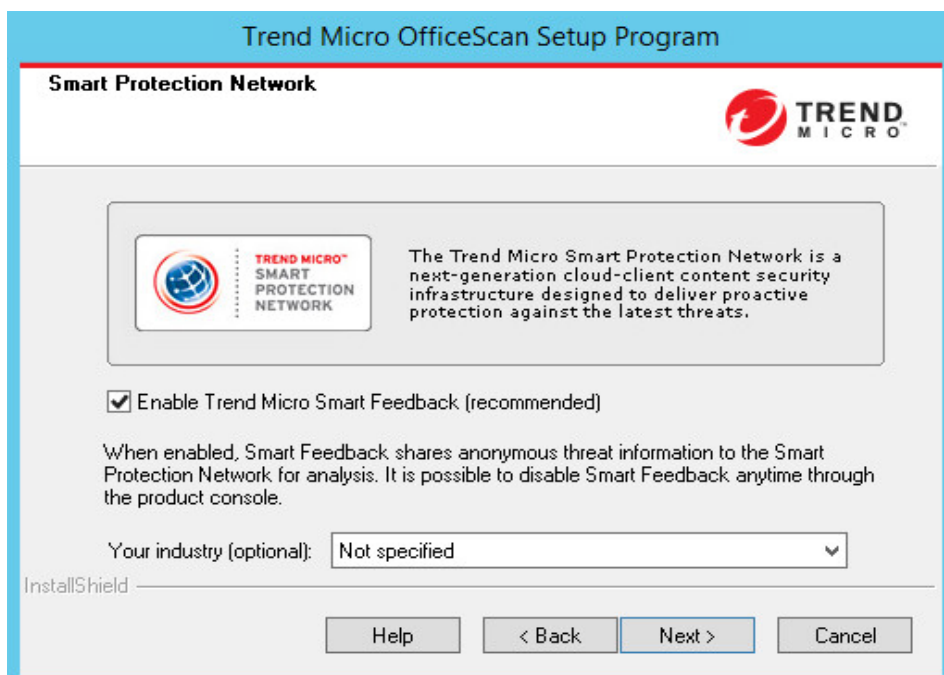 Trend Micro OfficeScan Setup Program
Smart Protection Network
TREND
MICRO™
TREND MICRO™
SMART
PROTECTION
NETWORK
The Trend Micro Smart Protection Network is a
next-generation cloud-client content security
infrastructure designed to deliver proactive
protection against the latest threats.
Enable Trend Micro Smart Feedback (recommended)
When enabled, Smart Feedback shares anonymous threat information to the Smart
Protection Network for analysis. It is possible to disable Smart Feedback anytime through
the product console.
Your industry (optional): Not specified
InstallShield
Help < Back Next > Cancel